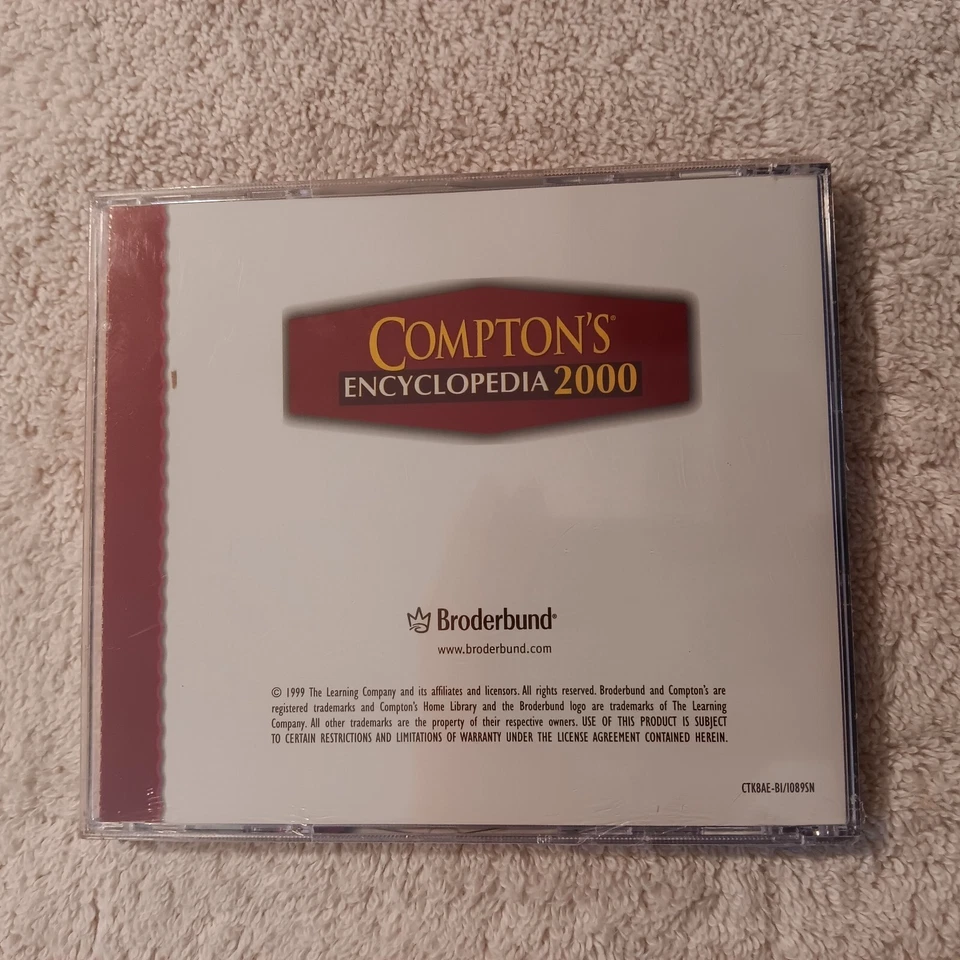 COMPTON'S®
ENCYCLOPEDIA 2000
Broderbund®
www.broderbund.com
© 1999 The Learning Company and its affiliates and licensors. All rights reserved. Broderbund and Compton's are
registered trademarks and Compton's Home Library and the Broderbund logo are trademarks of The Learning
Company. All other trademarks are the property of their respective owners. USE OF THIS PRODUCT IS SUBJECT
TO CERTAIN RESTRICTIONS AND LIMITATIONS OF WARRANTY UNDER THE LICENSE AGREEMENT CONTAINED HEREIN.
CTK8AE-BI/1089SN